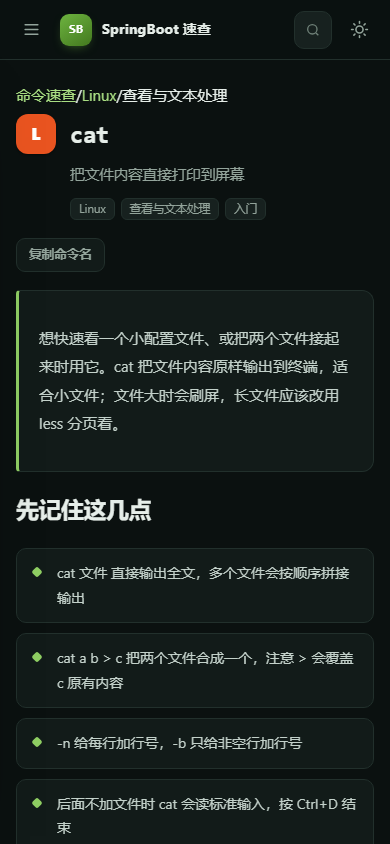 SB SpringBoot 速查
命令速查/Linux/查看与文本处理
L cat
把文件内容直接打印到屏幕
Linux 查看与文本处理 入门
复制命令名
想快速看一个小配置文件、或把两个文件接起
来时用它。cat 把文件内容原样输出到终端，适
合小文件；文件大时会刷屏，长文件应该改用
less 分页看。
先记住这几点
cat 文件 直接输出全文，多个文件会按顺序拼接
输出
cat a b > c 把两个文件合成一个，注意 > 会覆盖
c 原有内容
-n 给每行加行号，-b 只给非空行加行号
后面不加文件时 cat 会读标准输入，按 Ctrl+D 结
束